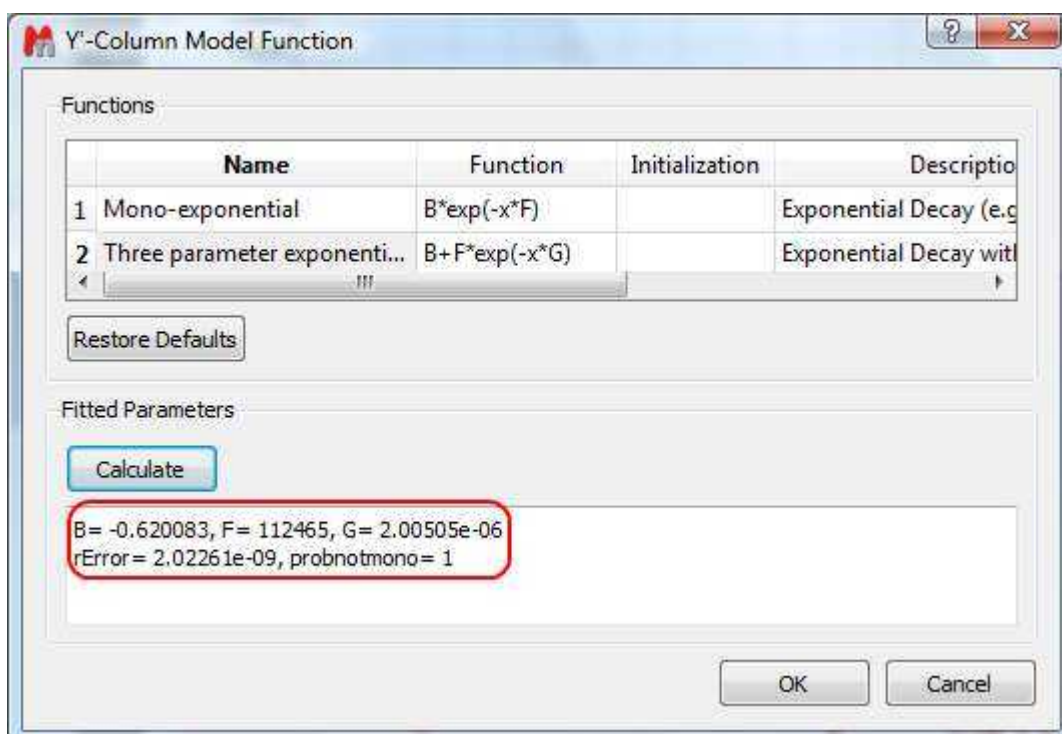 Y'-Column Model Function
Functions
Name Function Initialization Descriptio
1 Mono-exponential B*exp(-x*F) Exponential Decay (e.g
2 Three parameter exponenti... B+F*exp(-x*G) Exponential Decay witl
Restore Defaults
Fitted Parameters
Calculate
B= -0.620083, F= 112465, G= 2.00505e-06
rError= 2.02261e-09, probnotmono= 1
OK Cancel